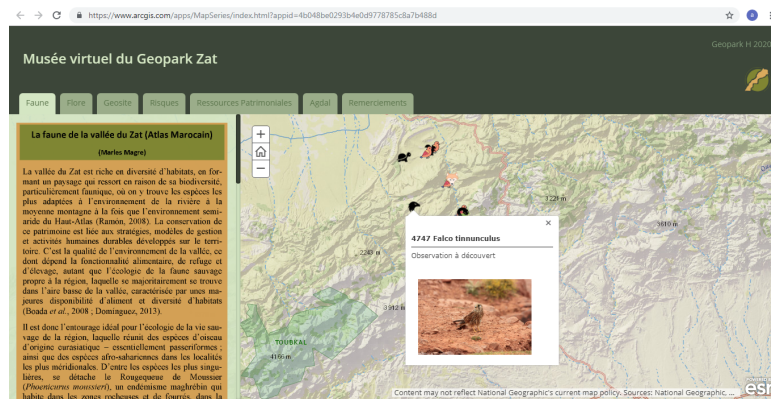 https://www.arcgis.com/apps/MapSeries/index.html?appid=4b048be0293b4e0d9778785c8a7b488d
Geopark H 2020
Musée virtuel du Geopark Zat
Faune Flore Geosite Risques Ressources Patrimoniales Agdal Remerciements
La faune de la vallée du Zat (Atlas Marocain)
(Marles Magre)
La vallée du Zat est riche en diversité d'habitats, en for-
mant un paysage qui ressort en raison de sa biodiversité,
particulièrement faunique, où on y trouve les espèces les
plus adaptées à l'environnement de la rivière à la
moyenne montagne à la fois que l'environnement semi-
aride du Haut-Atlas (Ramón, 2008). La conservation de
ce patrimoine est liée aux stratégies, modèles de gestion
et activités humaines durables développés sur le terri-
toire. C'est la qualité de l'environnement de la vallée, ce
dont dépend la fonctionnalité alimentaire, de refuge et
d'élevage, autant que l'écologie de la faune sauvage
propre à la région, laquelle se majoritairement se trouve
dans l'aire basse de la vallée, caractérisée par unes ma-
jeures disponibilité d'aliment et diversité d'habitats
(Boada et al., 2008 ; Domínguez, 2013).
Il est donc l'entourage idéal pour l'écologie de la vie sau-
vage de la région, laquelle réunit des espèces d'oiseau
d'origine eurasiatique – essentiellement passeriformes ;
ainsi que des espèces afro-sahariennes dans les localités
les plus méridionales. D'entre les espèces les plus singu-
lières, se détache le Rougequeue de Moussier
(Phoenicurus moussieri), un endémisme maghrébin qui
habite dans les zones rocheuses et de fourrés, dans la
3221 m
3610 m
2243 m
3912 m
TOUBKAL
4166 m
4747 Falco tinnunculus
Observation à découvert
Content may not reflect National Geographic's current map policy. Sources: National Geographic, ...
POWERED BY
esri